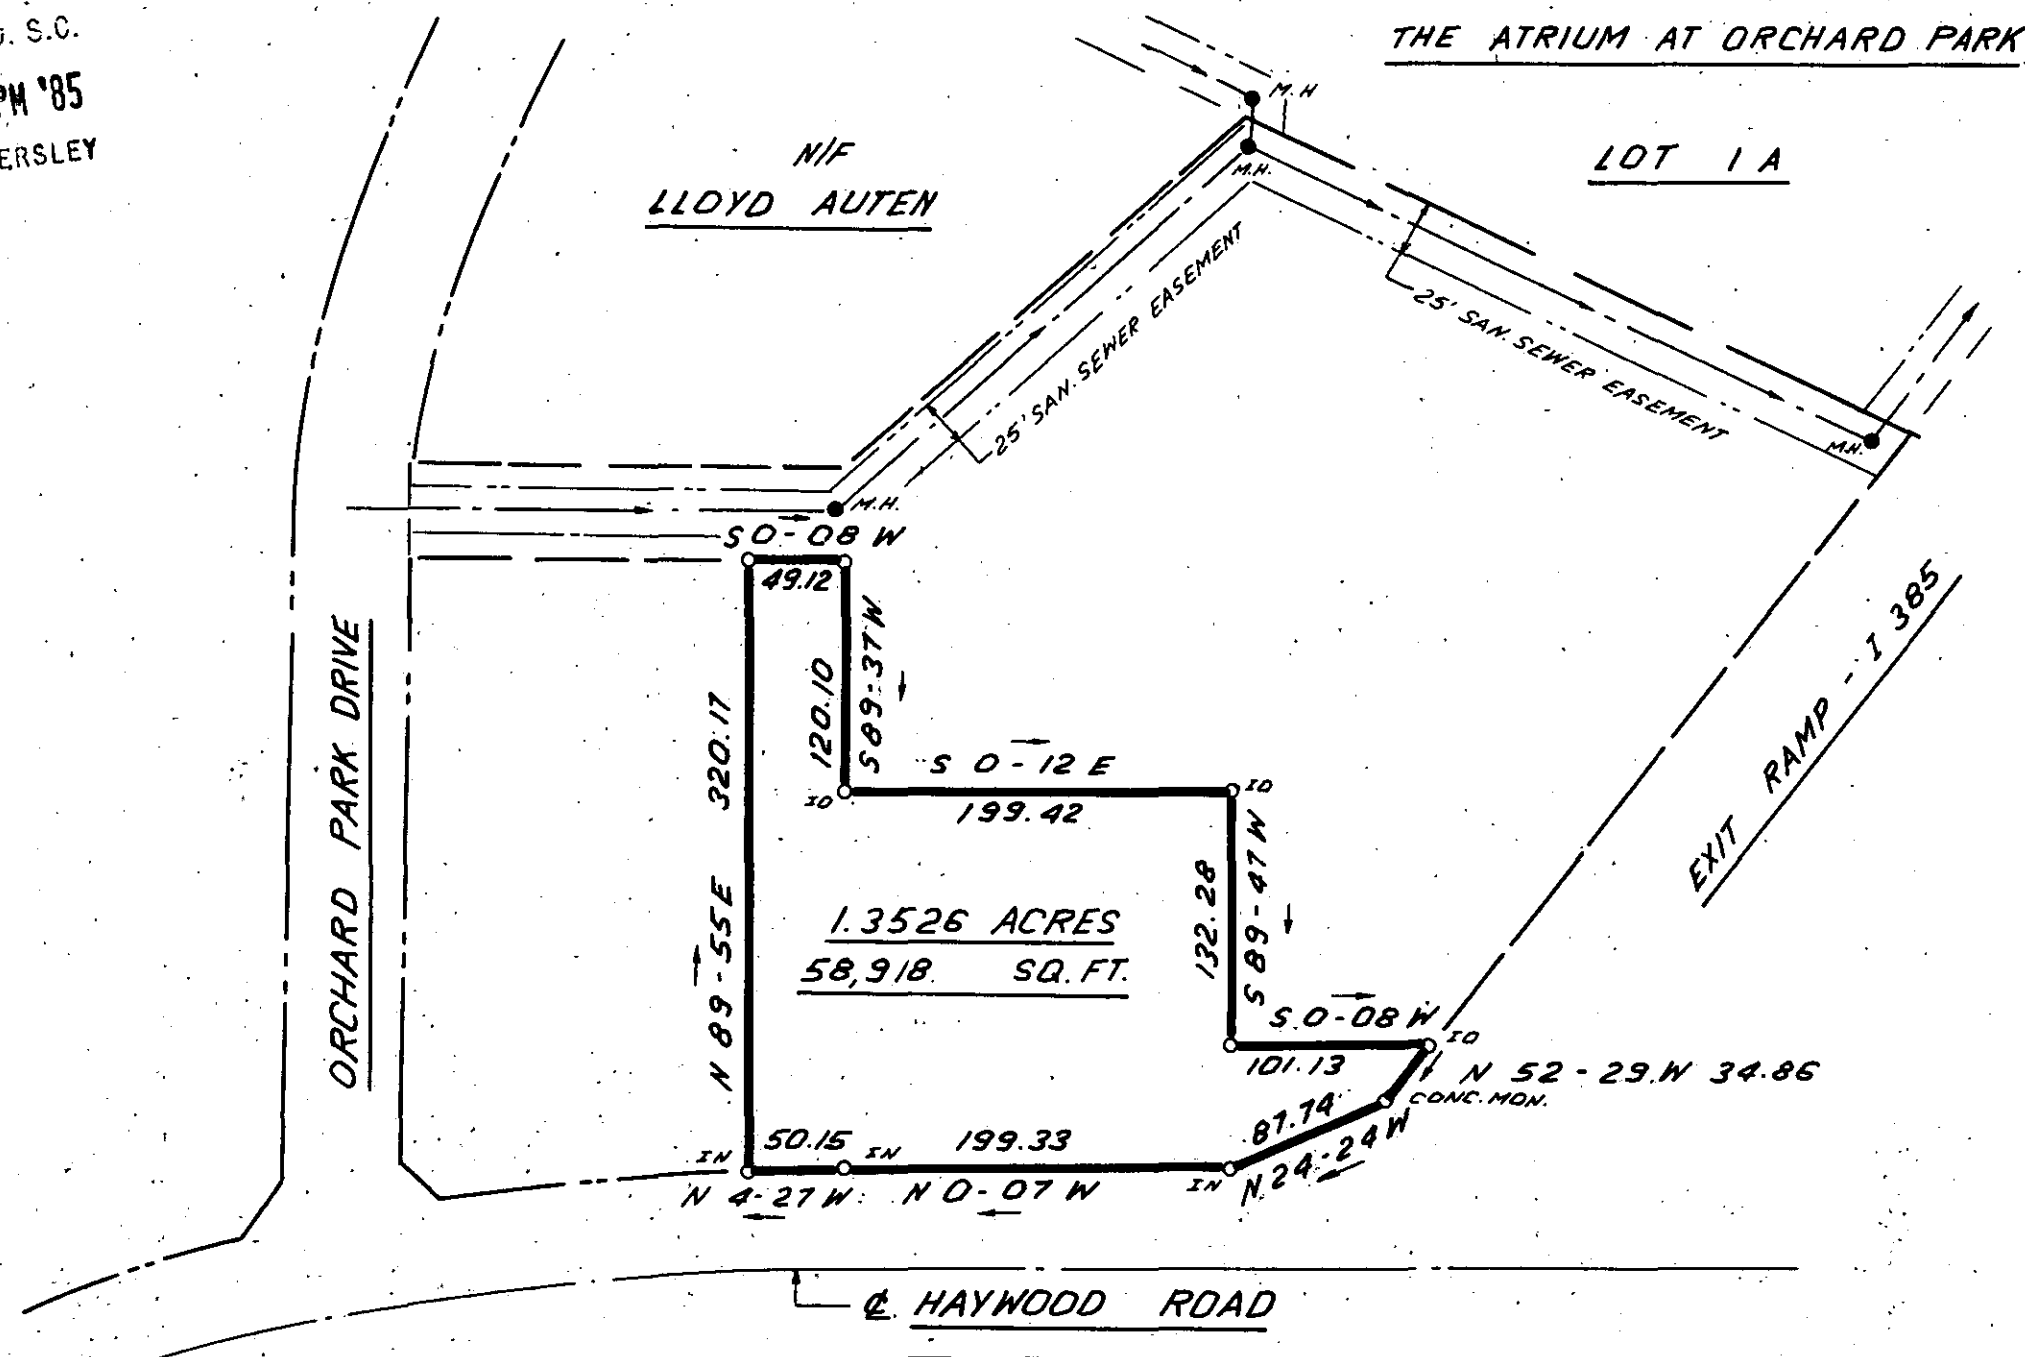 S.C.
PM '85
ERSLEY
THE ATRIUM AT ORCHARD PARK
LOT 1A
N/F
LLOYD AUTEN
M.H
M.H.
25' SAN. SEWER EASEMENT
25' SAN. SEWER EASEMENT
M.H.
M.H.
S 0-08 W
49.12
120.10
S 89-37 W
320.17
N 89-55 E
ORCHARD PARK DRIVE
S 0-12 E
199.42
IO
IO
132.28
S 89-47 W
1.3526 ACRES
58,918 SQ. FT.
EXIT RAMP - I 385
S 0-08 W
101.13
IO
N 52-29 W 34.86
CONC. MON.
87.74
N 24-24 W
IN
50.15
IN
199.33
IN
N 4-27 W
N 0-07 W
℄ HAYWOOD ROAD